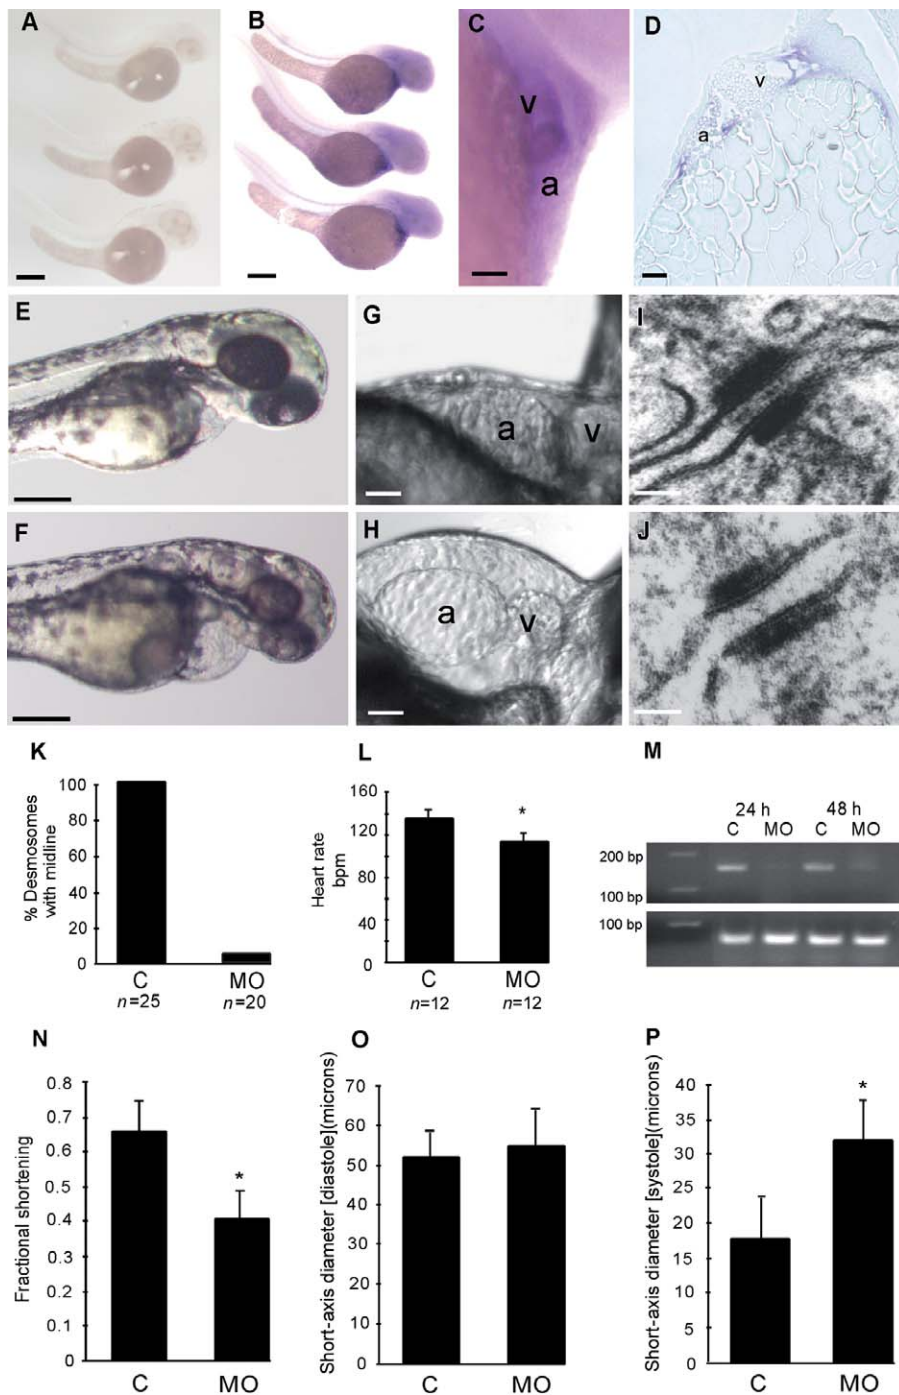 A
B
C
D
v
a
v
a
E
G
I
a
v
F
H
J
a
v
K
L
M
% Desmosomes
with midline
100
80
60
40
20
0
C
MO
n=25
n=20
Heart rate
bpm
160
120
80
40
0
*
C
MO
n=12
n=12
24 h
48 h
C MO C MO
200 bp
100 bp
100 bp
N
O
P
Fractional shortening
0.8
0.7
0.6
0.5
0.4
0.3
0.2
0.1
0
*
C
MO
Short-axis diameter [diastole](microns)
70
60
50
40
30
20
10
0
C
MO
Short-axis diameter [systole](microns)
40
35
30
25
20
15
10
5
0
*
C
MO